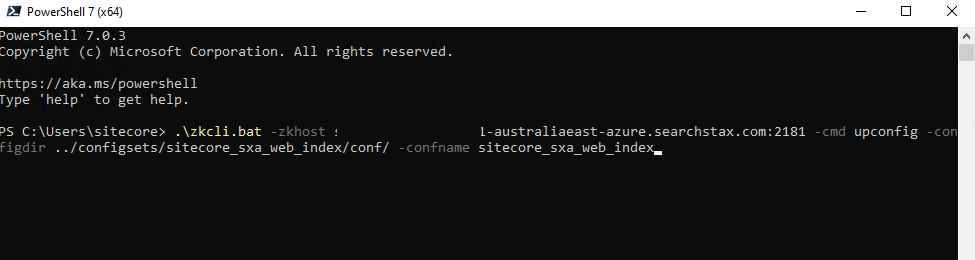 PowerShell 7 (x64)
PowerShell 7.0.3
Copyright (c) Microsoft Corporation. All rights reserved.
https://aka.ms/powershell
Type 'help' to get help.
PS C:\Users\sitecore> .\zkcli.bat -zkhost s 1-australiaeast-azure.searchstax.com:2181 -cmd upconfig -con
figdir ../configsets/sitecore_sxa_web_index/conf/ -confname sitecore_sxa_web_index